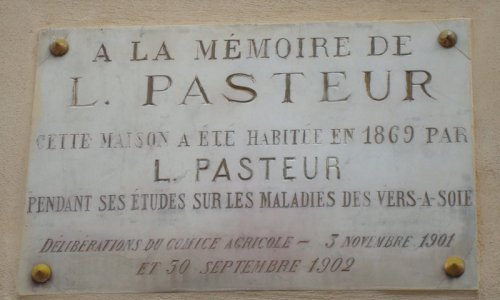 A LA MÉMOIRE DE
L. PASTEUR
CETTE MAISON A ÉTÉ HABITÉE EN 1869 PAR
L. PASTEUR
PENDANT SES ÉTUDES SUR LES MALADIES DES VERS-A-SOIE
DÉLIBÉRATIONS DU COMICE AGRICOLE – 3 NOVEMBRE 1901
ET 30 SEPTEMBRE 1902